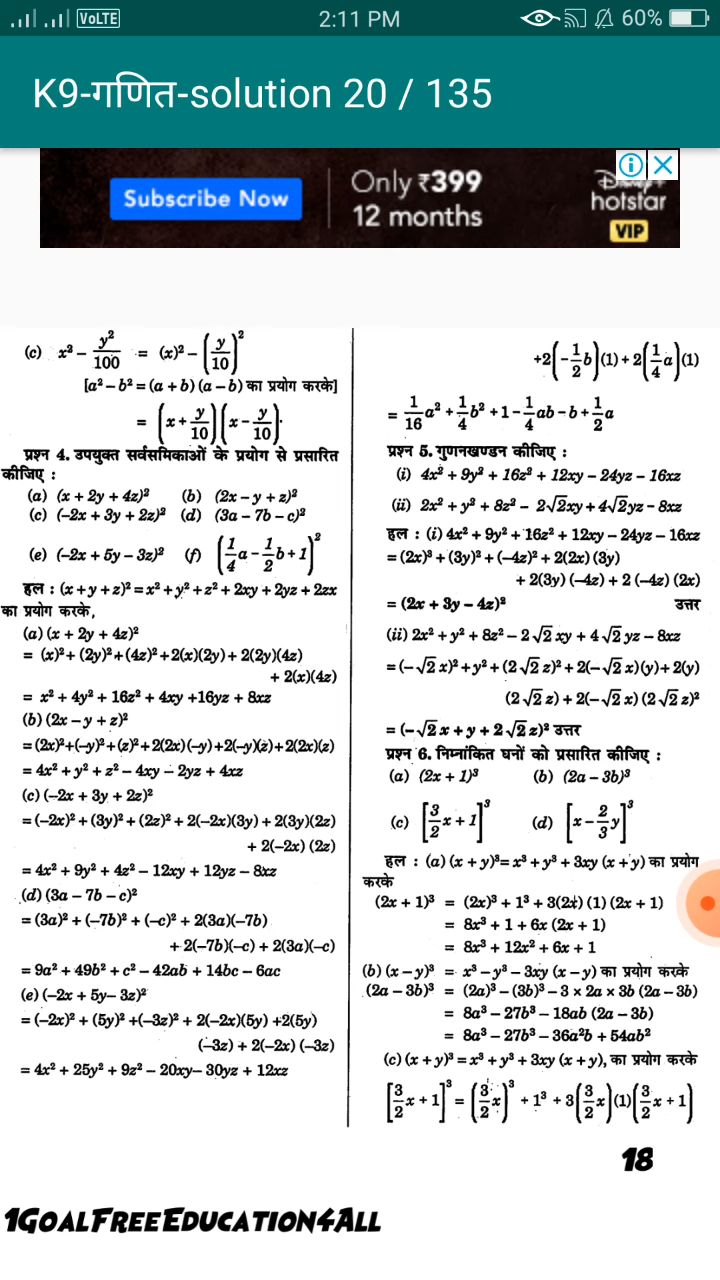 VoLTE 2:11 PM 60%
K9-गणित-solution 20 / 135
Subscribe Now
Only ₹399
12 months
Disney+
hotstar
VIP
(c) x³ – y²/100 = (x)² – (y/10)²
[a² – b² = (a + b) (a – b) का प्रयोग करके]
= (x + y/10)(x – y/10).
प्रश्न 4. उपयुक्त सर्वसमिकाओं के प्रयोग से प्रसारित
कीजिए :
(a) (x + 2y + 4z)² (b) (2x – y + z)²
(c) (–2x + 3y + 2z)² (d) (3a – 7b – c)²
(e) (–2x + 5y – 3z)² (f) (1/4 a – 1/2 b + 1)²
हल : (x + y + z)² = x² + y² + z² + 2xy + 2yz + 2zx
का प्रयोग करके,
(a) (x + 2y + 4z)²
= (x)² + (2y)² + (4z)² + 2(x)(2y) + 2(2y)(4z)
+ 2(x)(4z)
= x² + 4y² + 16z² + 4xy +16yz + 8xz
(b) (2x – y + z)²
= (2x)²+(–y)²+(z)²+2(2x)(–y)+2(–y)(z)+2(2x)(z)
= 4x² + y² + z² – 4xy – 2yz + 4xz
(c) (–2x + 3y + 2z)²
= (–2x)² + (3y)² + (2z)² + 2(–2x)(3y) + 2(3y)(2z)
+ 2(–2x) (2z)
= 4x² + 9y² + 4z² – 12xy + 12yz – 8xz
(d) (3a – 7b – c)²
= (3a)² + (–7b)² + (–c)² + 2(3a)(–7b)
+ 2(–7b)(–c) + 2(3a)(–c)
= 9a² + 49b² + c² – 42ab + 14bc – 6ac
(e) (–2x + 5y– 3z)²
= (–2x)² + (5y)² +(–3z)² + 2(–2x)(5y) +2(5y)
(–3z) + 2(–2x) (–3z)
= 4x² + 25y² + 9z² – 20xy– 30yz + 12xz
+2(–1/2 b)(1) + 2(1/4 a)(1)
= 1/16 a² + 1/4 b² + 1 – 1/4 ab – b + 1/2 a
प्रश्न 5. गुणनखण्डन कीजिए :
(i) 4x² + 9y² + 16z² + 12xy – 24yz – 16xz
(ii) 2x² + y² + 8z² – 2√2xy + 4√2yz – 8xz
हल : (i) 4x² + 9y² + 16z² + 12xy – 24yz – 16xz
= (2x)³ + (3y)² + (–4z)² + 2(2x) (3y)
+ 2(3y) (–4z) + 2 (–4z) (2x)
= (2x + 3y – 4z)² उत्तर
(ii) 2x² + y² + 8z² – 2√2 xy + 4√2 yz – 8xz
= (–√2 x)² + y² + (2√2 z)² + 2(–√2 x)(y) + 2(y)
(2√2 z) + 2(–√2 x) (2√2 z)²
= (–√2 x + y + 2√2 z)² उत्तर
प्रश्न 6. निम्नांकित घनों को प्रसारित कीजिए :
(a) (2x + 1)³ (b) (2a – 3b)³
(c) [3/2 x + 1]³ (d) [x – 2/3 y]³
हल : (a) (x + y)³= x³ + y³ + 3xy (x + y) का प्रयोग
करके
(2x + 1)³ = (2x)³ + 1³ + 3(2x) (1) (2x + 1)
= 8x³ + 1 + 6x (2x + 1)
= 8x³ + 12x² + 6x + 1
(b) (x – y)³ = x³ – y³ – 3xy (x – y) का प्रयोग करके
(2a – 3b)³ = (2a)³ – (3b)³ – 3 × 2a × 3b (2a – 3b)
= 8a³ – 27b³ – 18ab (2a – 3b)
= 8a³ – 27b³ – 36a²b + 54ab²
(c) (x + y)³ = x³ + y³ + 3xy (x + y), का प्रयोग करके
[3/2 x + 1]³ = (3/2 x)³ + 1³ + 3(3/2 x)(1)(3/2 x + 1)
18
1GoalFreeEducation4All